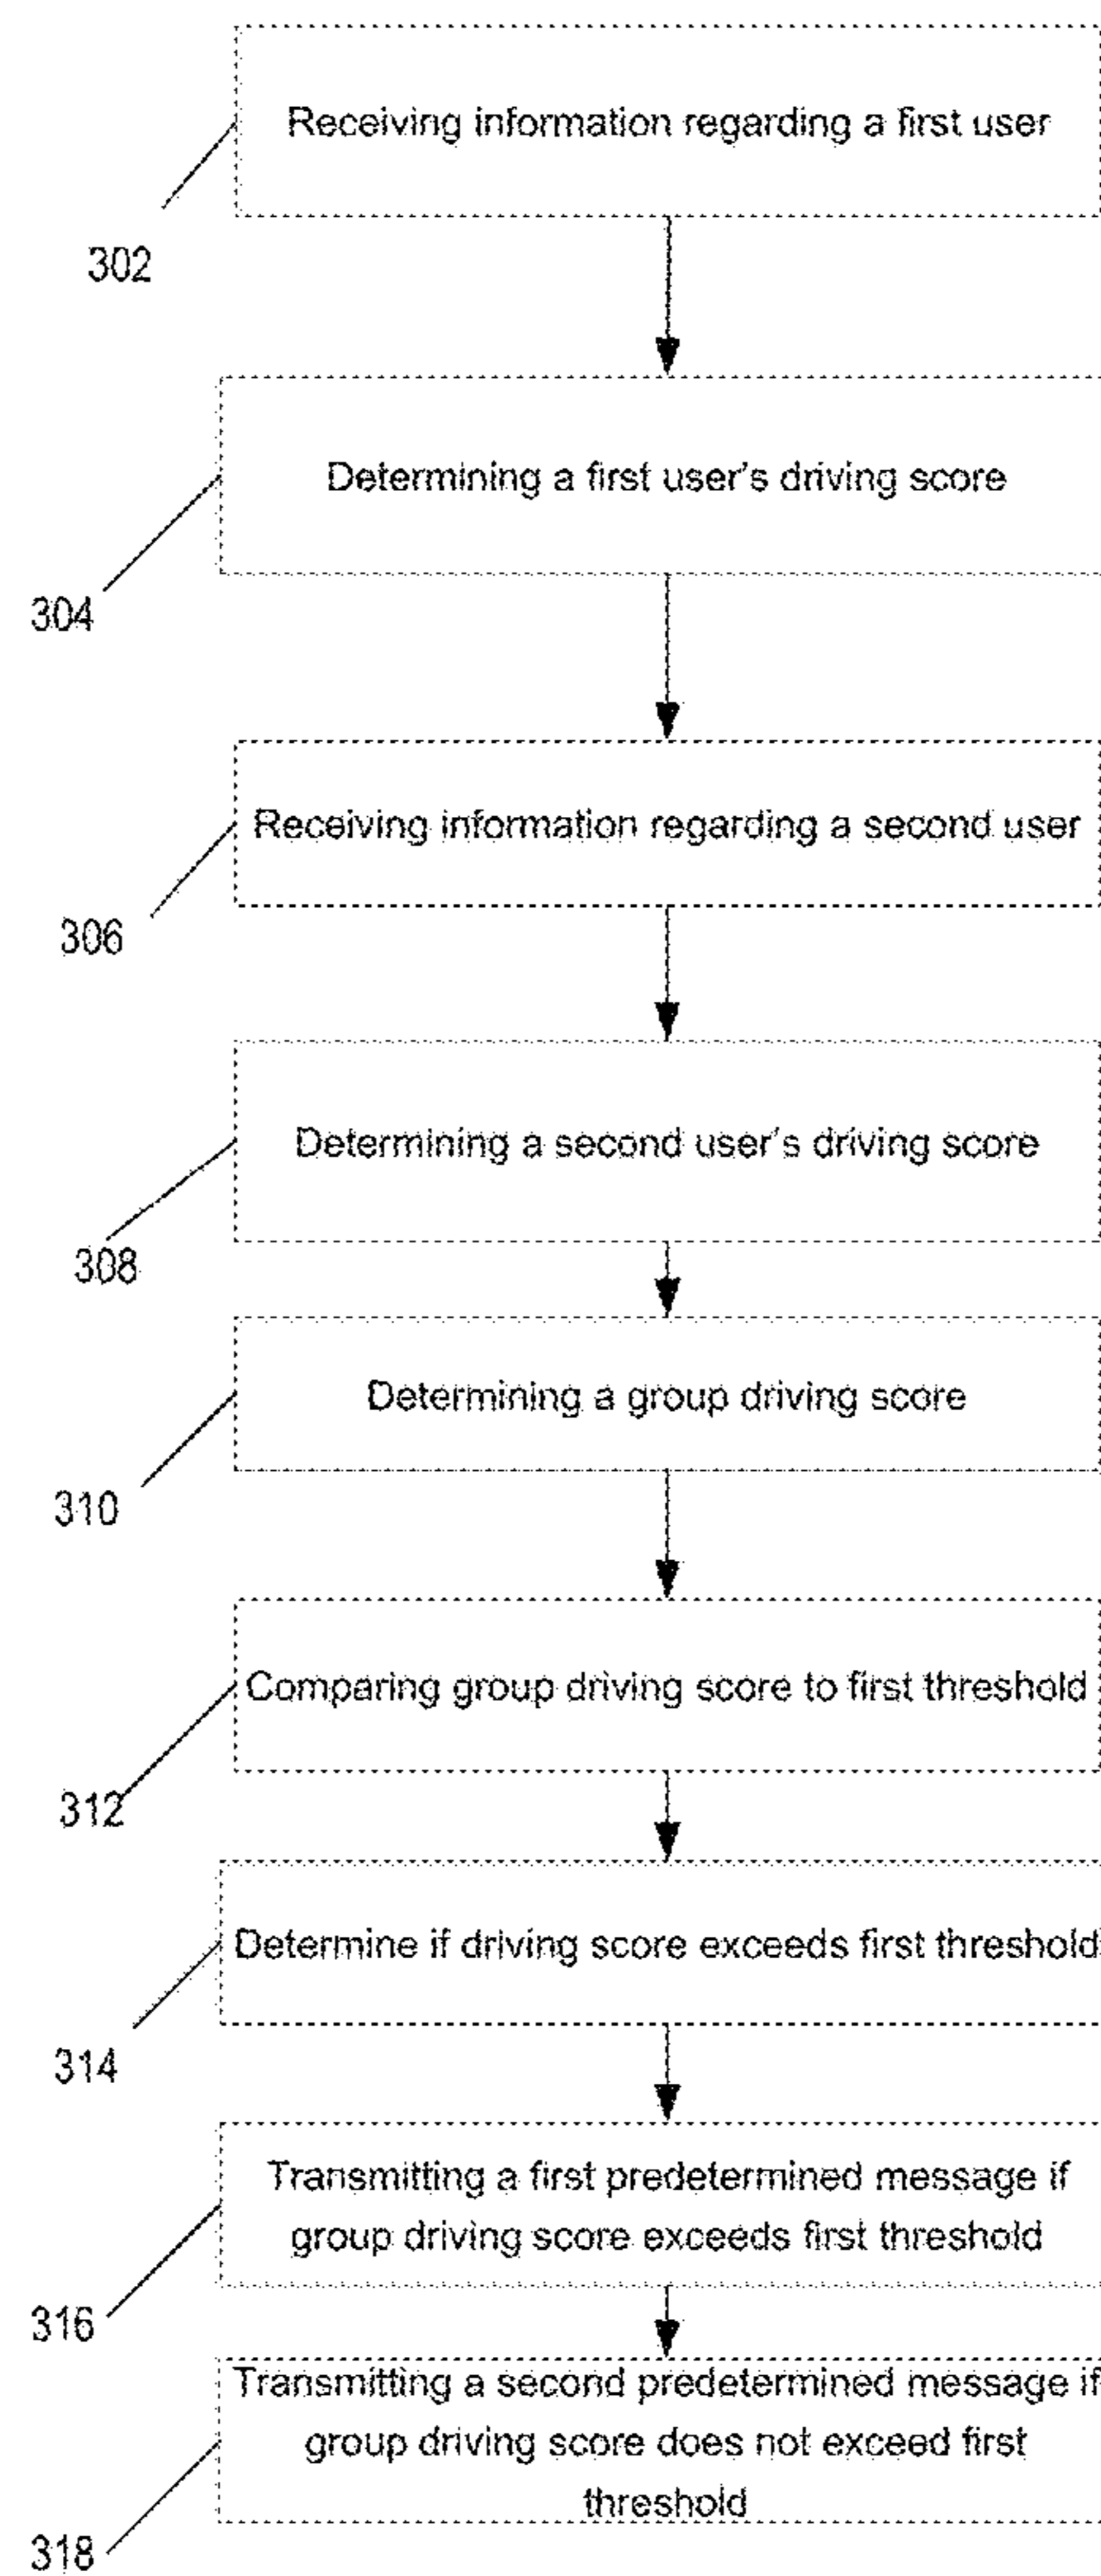 Receiving information regarding a first user
302
Determining a first user's driving score
304
Receiving information regarding a second user
306
Determining a second user's driving score
308
Determining a group driving score
310
Comparing group driving score to first threshold
312
Determine if driving score exceeds first threshold
314
Transmitting a first predetermined message if
group driving score exceeds first threshold
316
Transmitting a second predetermined message if
group driving score does not exceed first
threshold
318